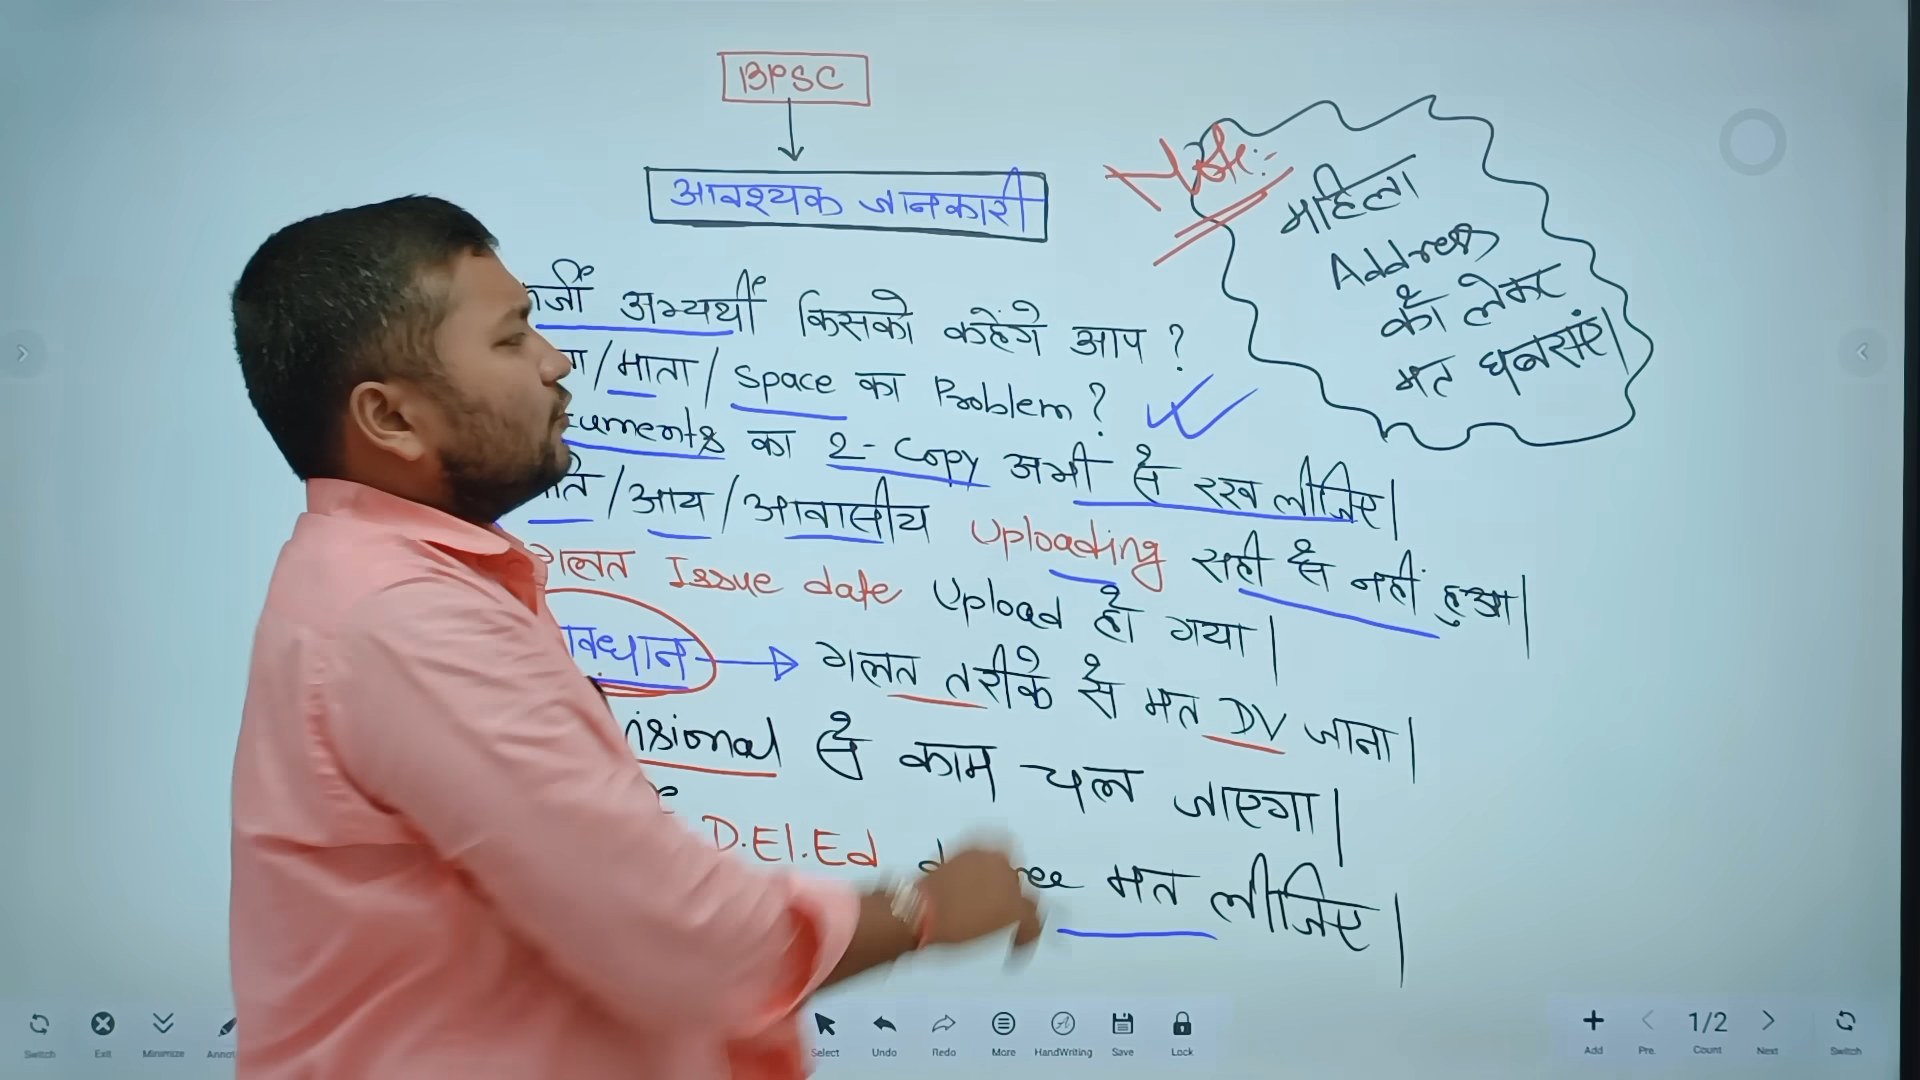 BPSC
आवश्यक जानकारी
Note:-
महिला
Address
को लेकर
मत घबराएं।
अभ्यर्थी किसको कहेंगे आप ?
/माता/ Space का Problem ?
का 2-Copy अभी से रख लीजिए।
/आय/आवासीय Uploading सही से नहीं हुआ।
गलत Issue date Upload हो गया।
गलत तरीके से मत DV जाना।
से काम चल जाएगा।
D.El.Ed मत लीजिए।
Switch
Exit
Minimize
Select
Undo
Redo
More
HandWriting
Save
Lock
Add
Pre.
1/2
Count
Next
Switch